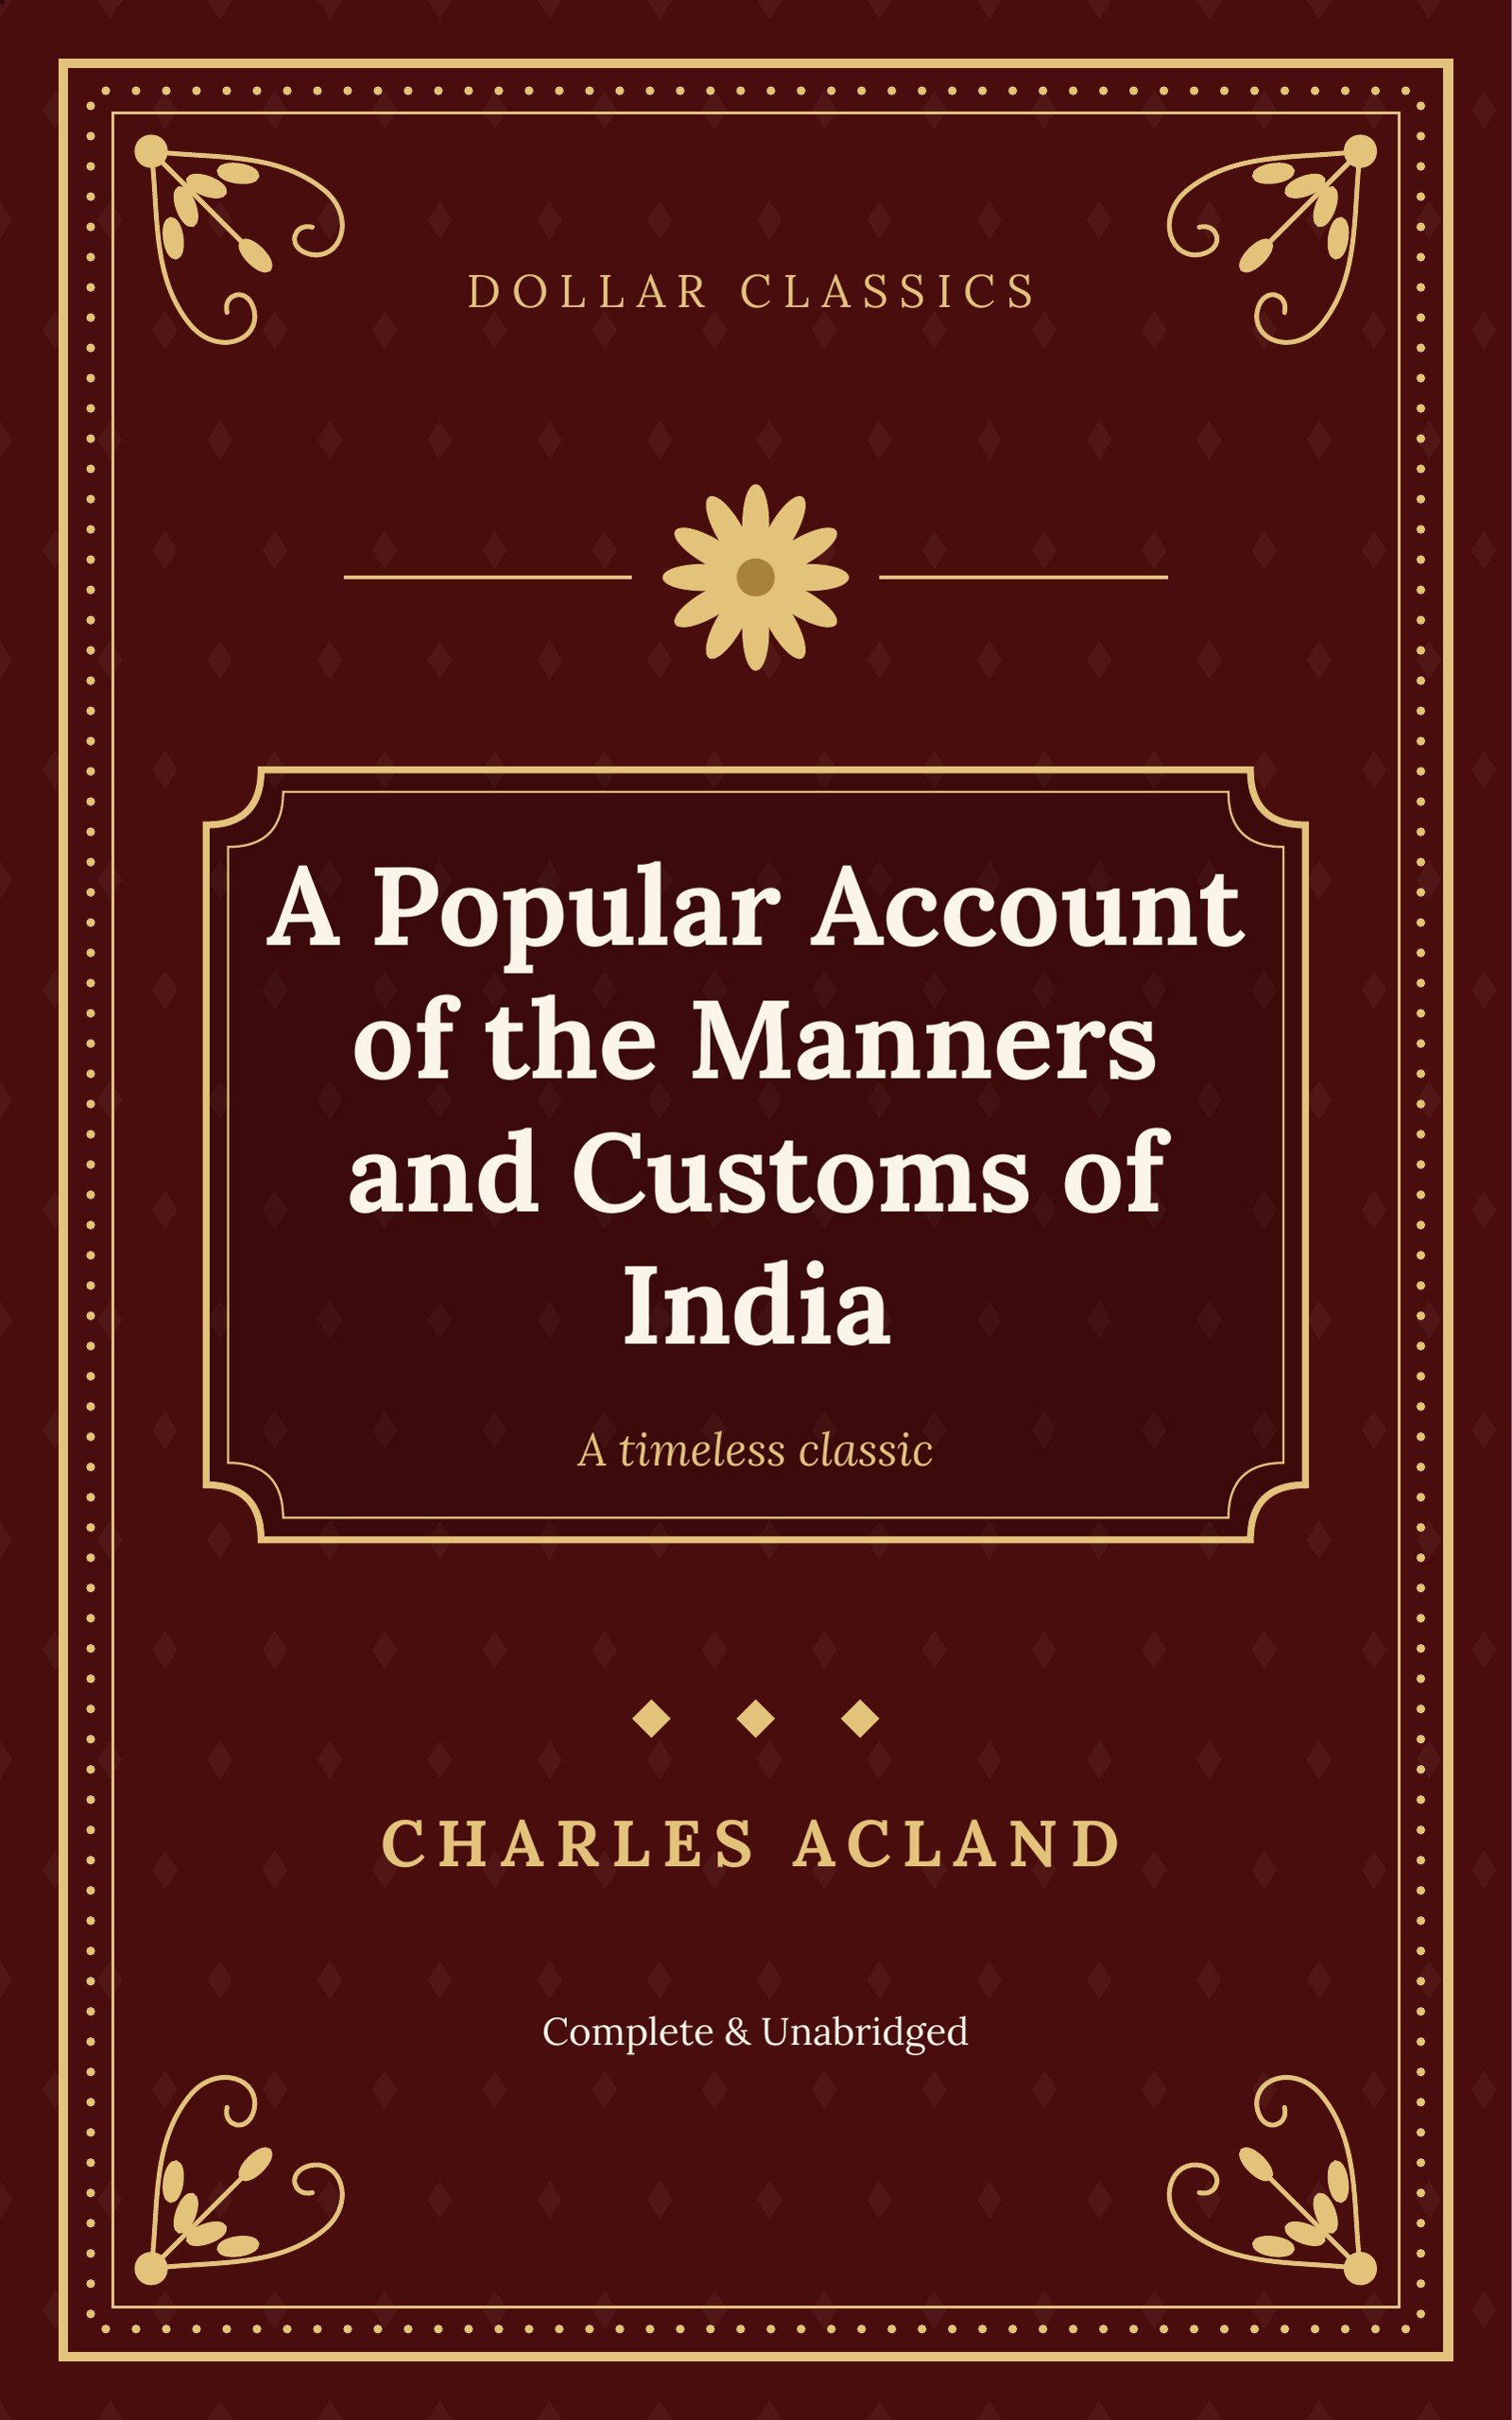 DOLLAR CLASSICS
A Popular Account
of the Manners
and Customs of
India
A timeless classic
CHARLES ACLAND
Complete & Unabridged